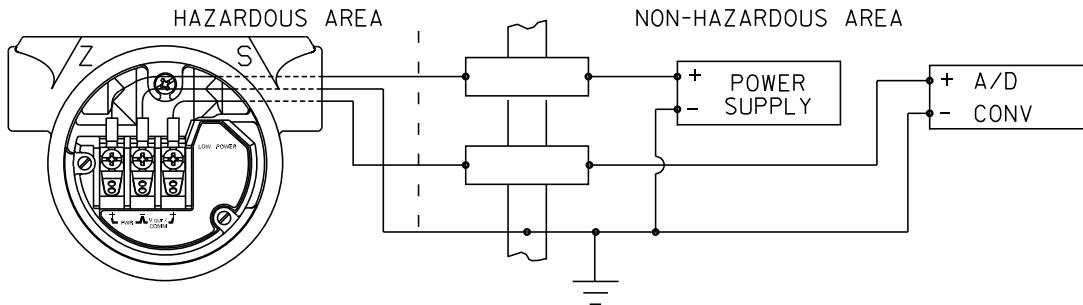 HAZARDOUS AREA
NON-HAZARDOUS AREA
Z S
+ POWER
- SUPPLY
+ A/D
- CONV
LOW POWER
+ - +
PWR V OUT /
COMM